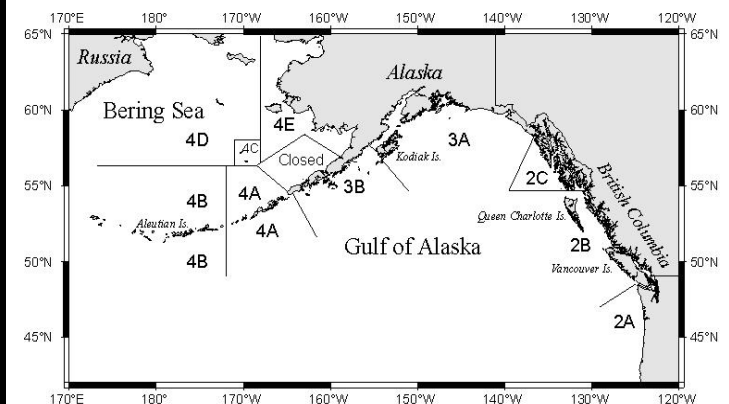 170°E 180° 170°W 160°W 150°W 140°W 130°W 120°W
65°N 65°N
Russia
Alaska
Bering Sea
60°N 60°N
4E
4D
4C
3A
Closed
Kodiak Is.
2C
British Columbia
55°N 55°N
4B
4A
3B
Aleutian Is.
Queen Charlotte Is.
4A
Gulf of Alaska
2B
50°N 50°N
4B
Vancouver Is.
2A
45°N 45°N
170°E 180° 170°W 160°W 150°W 140°W 130°W 120°W